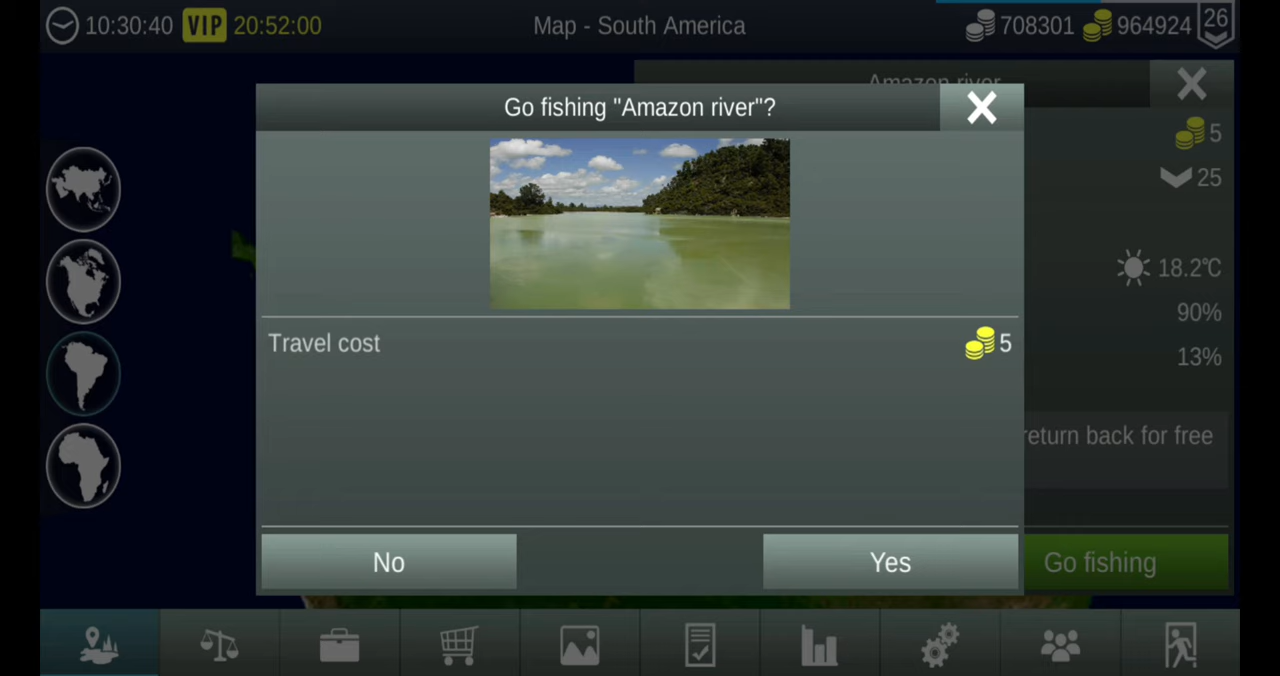 10:30:40 VIP 20:52:00 Map - South America 708301 964924 26
Amazon river
Go fishing "Amazon river"?
5
25
18.2℃
90%
Travel cost 5
13%
return back for free
No Yes Go fishing